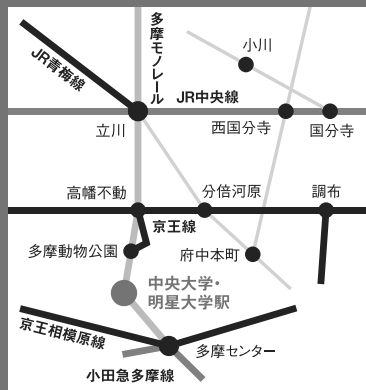 多摩モノレール
小川
JR青梅線
JR中央線
立川
西国分寺
国分寺
高幡不動
分倍河原
調布
京王線
多摩動物公園
府中本町
中央大学・
明星大学駅
京王相模原線
多摩センター
小田急多摩線